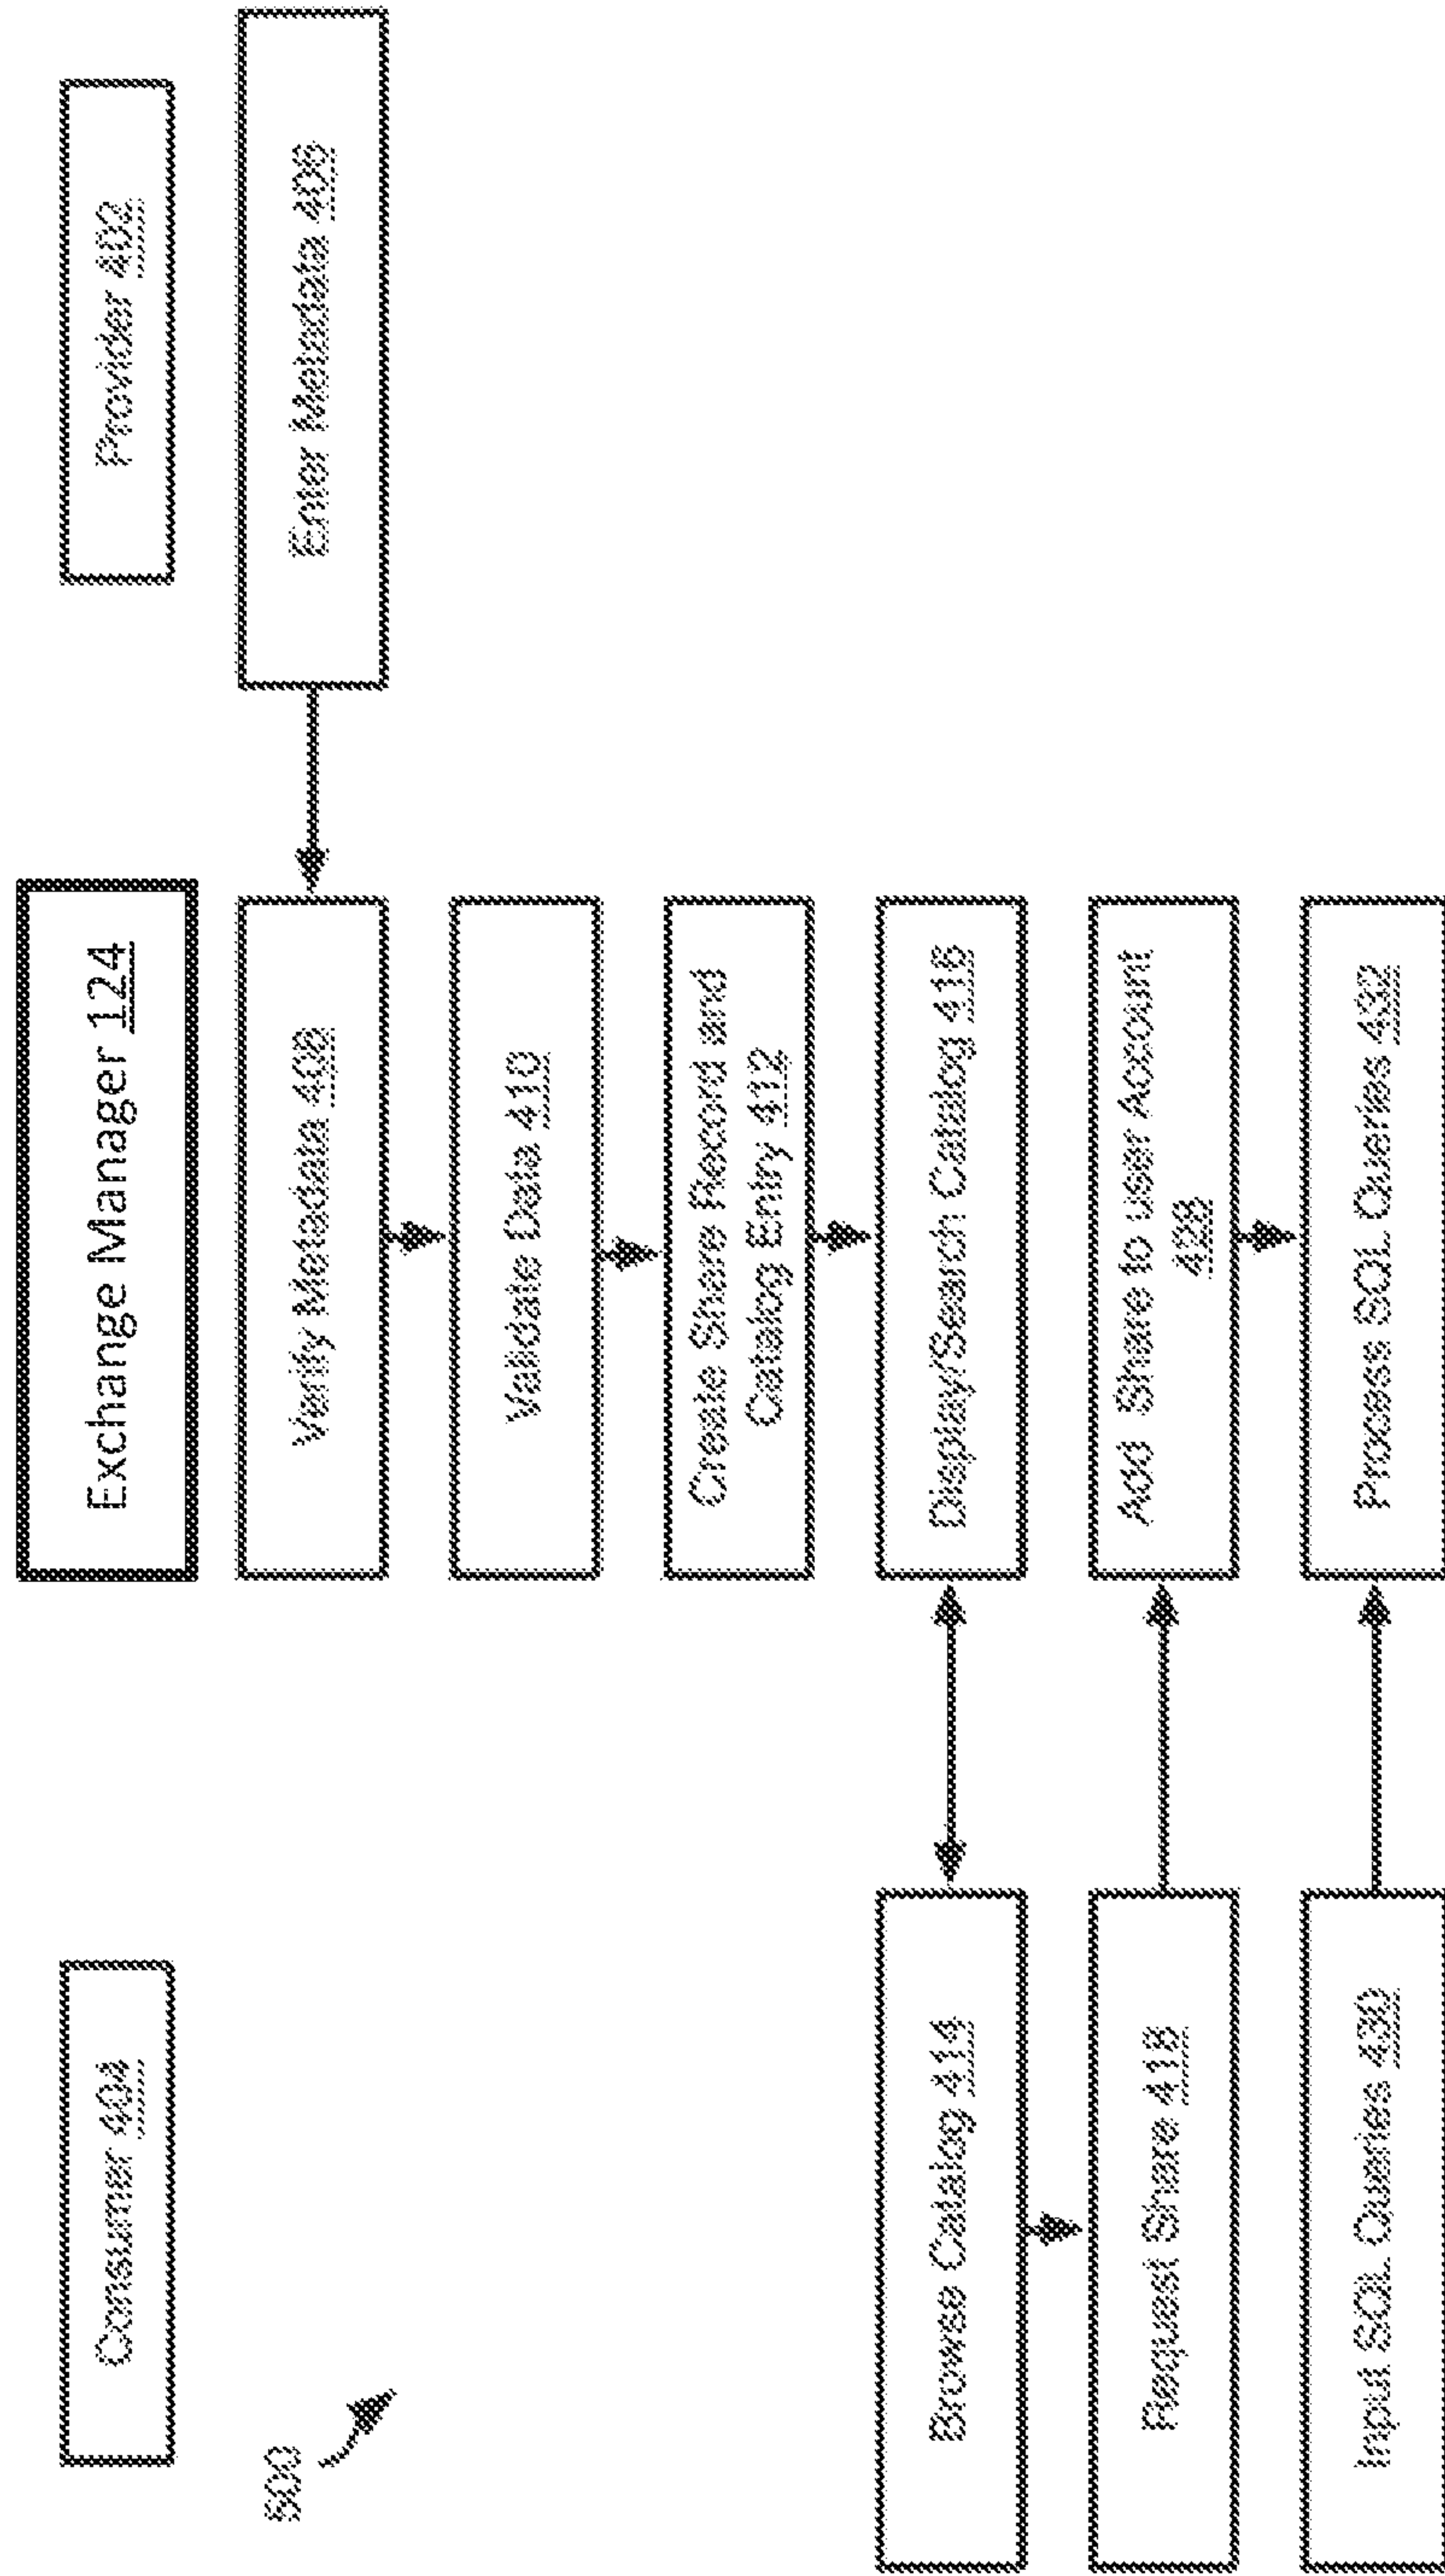 Consumer 404
Exchange Manager 124
Provider 402
500
Verify Metadata 408
Enter Metadata 406
Validate Data 410
Create Share Record and
Catalog Entry 412
Browse Catalog 414
Display/Search Catalog 416
Request Share 418
Add Share to user Account
428
Input SQL Queries 430
Process SQL Queries 432